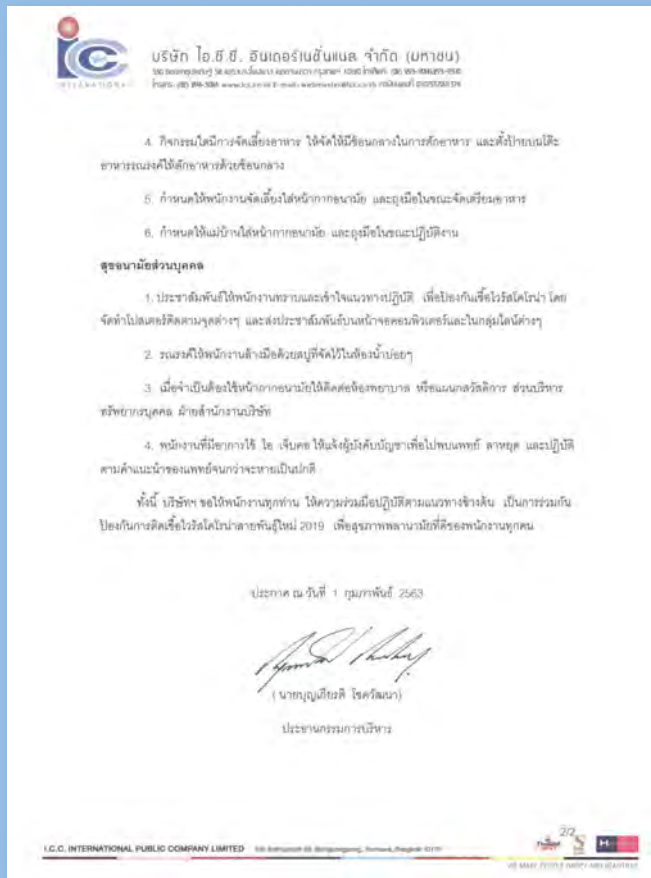 icc
INTERNATIONAL
บริษัท ไอ.ซี.ซี. อินเตอร์เนชั่นแนล จำกัด (มหาชน)
4. กิจกรรมใดมีการจัดเลี้ยงอาหาร ให้จัดให้มีช้อนกลางในการตักอาหาร และตั้งป้ายบนโต๊ะ
อาหารรณรงค์ให้ตักอาหารด้วยช้อนกลาง
5. กำหนดให้พนักงานจัดเลี้ยงใส่หน้ากากอนามัย และถุงมือในขณะจัดเตรียมอาหาร
6. กำหนดให้แม่บ้านใส่หน้ากากอนามัย และถุงมือในขณะปฏิบัติงาน
สุขอนามัยส่วนบุคคล
1. ประชาสัมพันธ์ให้พนักงานทราบและเข้าใจแนวทางปฏิบัติ เพื่อป้องกันเชื้อไวรัสโคโรน่า โดย
จัดทำโปสเตอร์ติดตามจุดต่างๆ และส่งประชาสัมพันธ์บนหน้าจอคอมพิวเตอร์และในกลุ่มไลน์ต่างๆ
2. รณรงค์ให้พนักงานล้างมือด้วยสบู่ที่จัดไว้ในห้องน้ำบ่อยๆ
3. เมื่อจำเป็นต้องใช้หน้ากากอนามัยให้ติดต่อห้องพยาบาล หรือแผนกสวัสดิการ ส่วนบริหาร
ทรัพยากรบุคคล ฝ่ายสำนักงานบริษัท
4. พนักงานที่มีอาการไข้ ไอ เจ็บคอ ให้แจ้งผู้บังคับบัญชาเพื่อไปพบแพทย์ ลาหยุด และปฏิบัติ
ตามคำแนะนำของแพทย์จนกว่าจะหายเป็นปกติ
ทั้งนี้ บริษัทฯ ขอให้พนักงานทุกท่าน ให้ความร่วมมือปฏิบัติตามแนวทางข้างต้น เป็นการร่วมกัน
ป้องกันการติดเชื้อไวรัสโคโรน่าสายพันธุ์ใหม่ 2019 เพื่อสุขภาพพลานามัยที่ดีของพนักงานทุกคน
ประกาศ ณ วันที่ 1 กุมภาพันธ์ 2563
( นายบุญเกียรติ โชควัฒนา)
ประธานกรรมการบริหาร
2/2
I.C.C. INTERNATIONAL PUBLIC COMPANY LIMITED